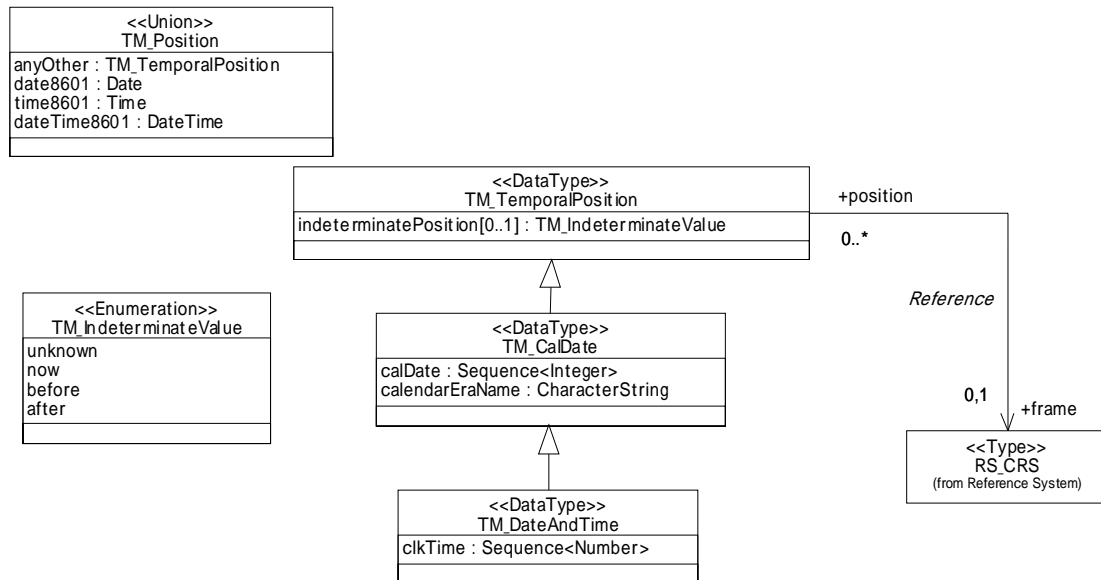 <<Union>>
TM_Position
anyOther : TM_TemporalPosition
date8601 : Date
time8601 : Time
dateTime8601 : DateTime
<<DataType>>
TM_TemporalPosition
indeterminatePosition[0..1] : TM_IndeterminateValue
+position
0..*
Reference
0,1
+frame
<<Enumeration>>
TM_IndeterminateValue
unknown
now
before
after
<<DataType>>
TM_CalDate
calDate : Sequence<Integer>
calendarEraName : CharacterString
<<Type>>
RS_CRS
(from Reference System)
<<DataType>>
TM_DateAndTime
clkTime : Sequence<Number>